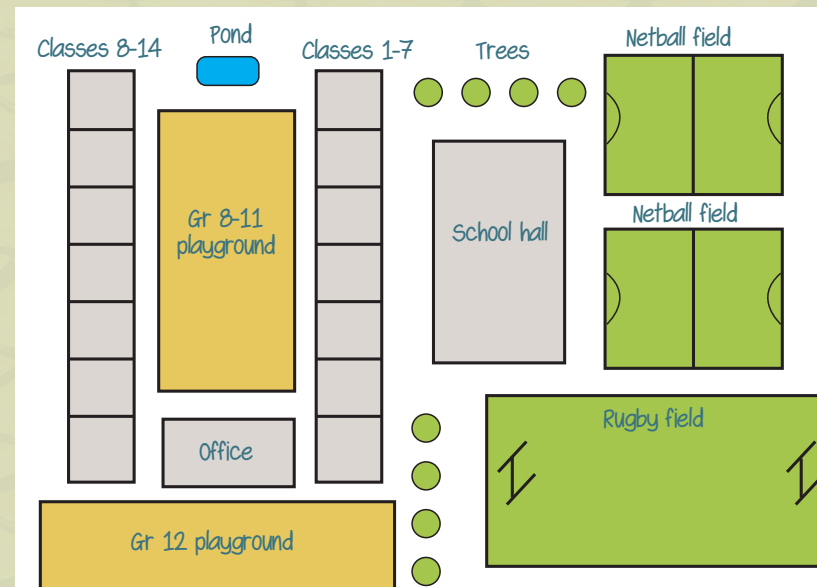 Classes 8-14
Pond
Classes 1-7
Trees
Netball field
Gr 8-11
playground
School hall
Netball field
Office
Rugby field
Gr 12 playground